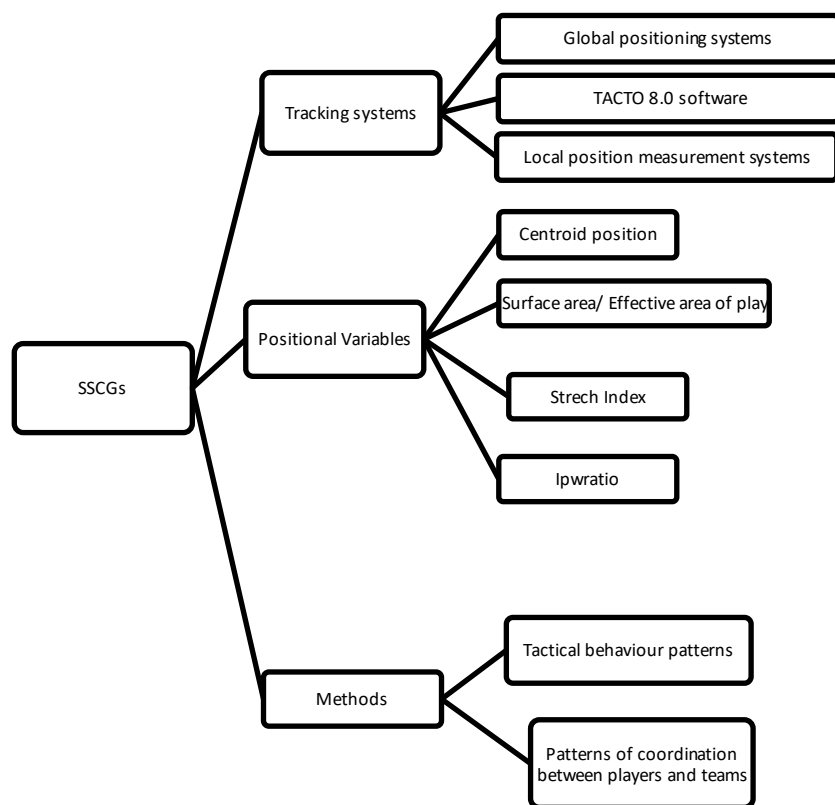 SSCGs
Tracking systems
Global positioning systems
TACTO 8.0 software
Local position measurement systems
Positional Variables
Centroid position
Surface area/ Effective area of play
Strech Index
lpwratio
Methods
Tactical behaviour patterns
Patterns of coordination
between players and teams